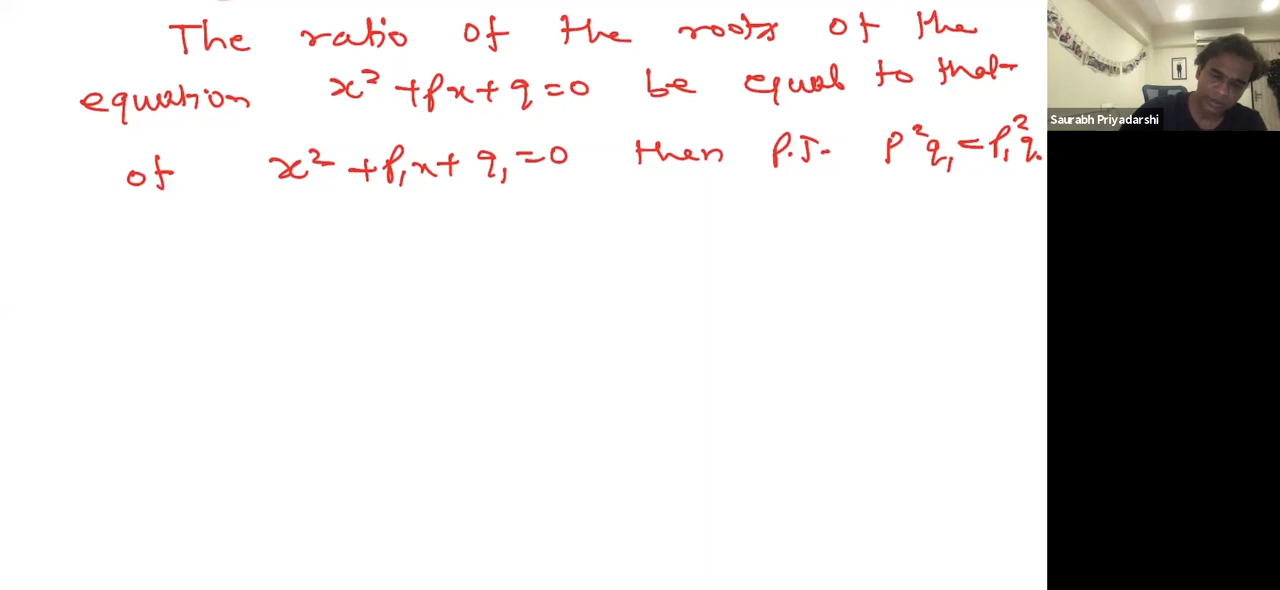 The ratio of the roots of the
equation x² + px + q = 0 be equal to that
of x² + p₁x + q₁ = 0 then P.T. p²q₁ = p₁²q.
Saurabh Priyadarshi